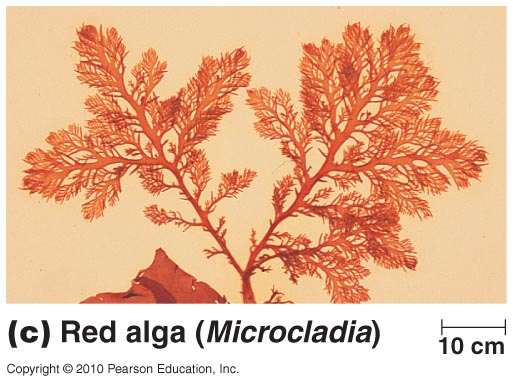 (c) Red alga (Microcladia)
10 cm
Copyright © 2010 Pearson Education, Inc.